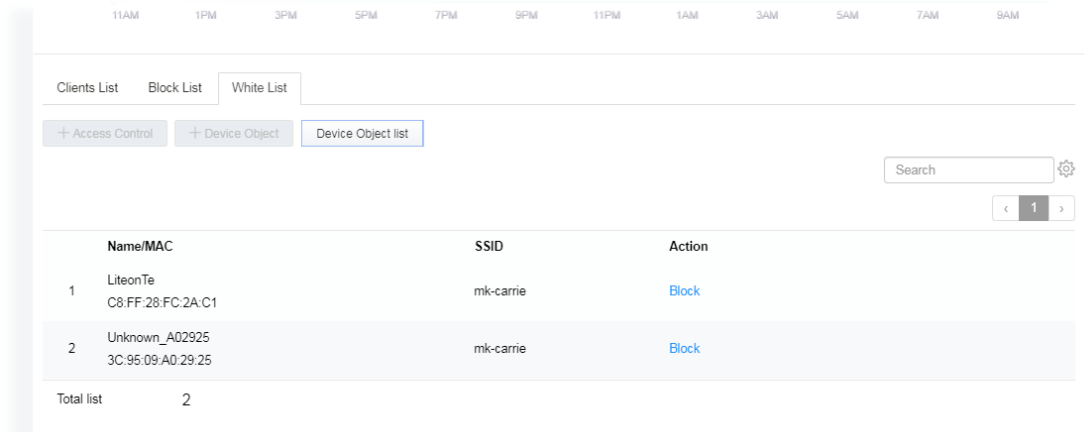 11AM 1PM 3PM 5PM 7PM 9PM 11PM 1AM 3AM 5AM 7AM 9AM
Clients List Block List White List
+ Access Control + Device Object Device Object list
Search
‹ 1 ›
Name/MAC SSID Action
1 LiteonTe mk-carrie Block
C8:FF:28:FC:2A:C1
2 Unknown_A02925 mk-carrie Block
3C:95:09:A0:29:25
Total list 2